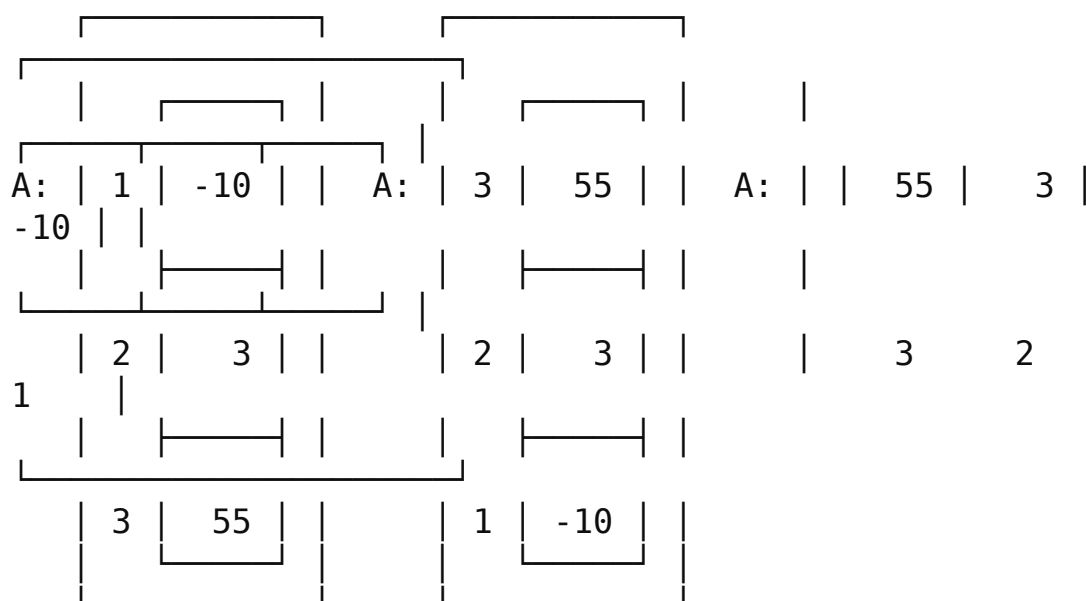 ┌───────────┐     ┌───────────┐
┌─────────────────────┐
   │   ┌─────┐ │     │   ┌─────┐ │     │
┌─────┬─────┬─────┐ │
A: │ 1 │ -10 │ │  A: │ 3 │  55 │ │  A: │ │  55 │   3 │
-10 │ │
   │   ├─────┤ │     │   ├─────┤ │     │
└─────┴─────┴─────┘ │
   │ 2 │   3 │ │     │ 2 │   3 │ │     │    3     2
1    │
   │   ├─────┤ │     │   ├─────┤ │
└─────────────────────┘
   │ 3 │  55 │ │     │ 1 │ -10 │ │
   │   └─────┘ │     │   └─────┘ │